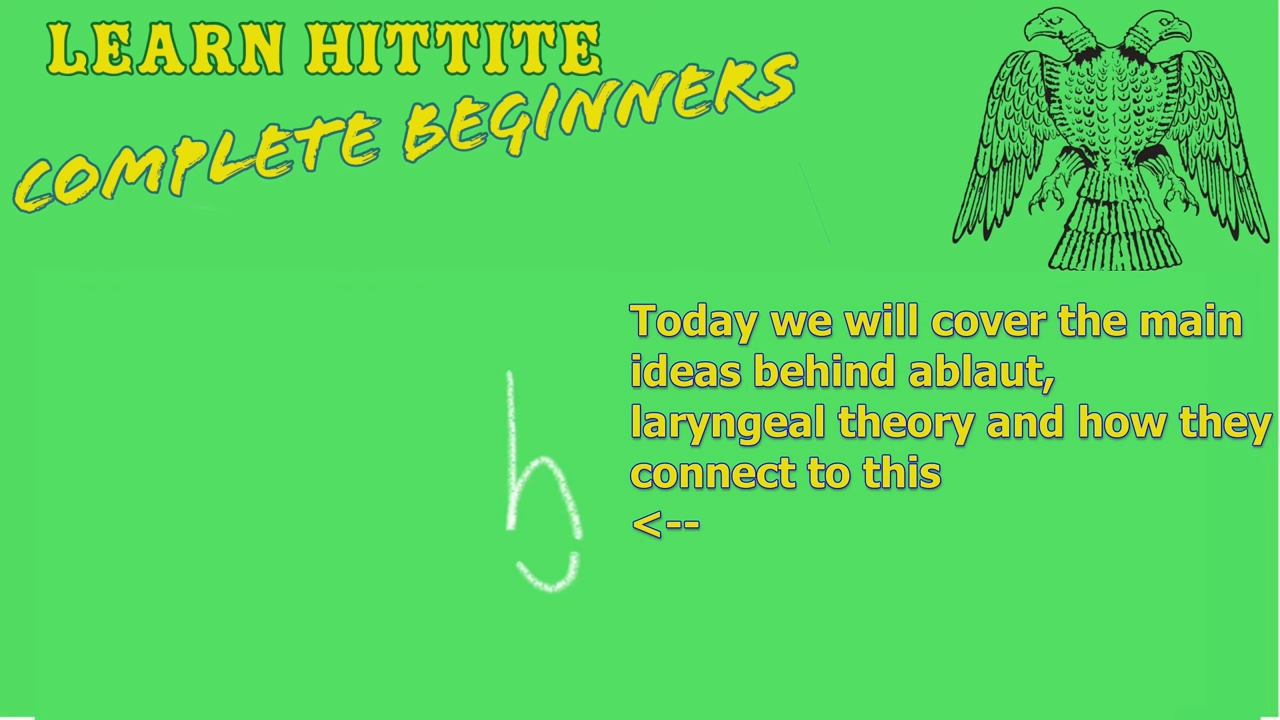 LEARN HITTITE
COMPLETE BEGINNERS
Today we will cover the main
ideas behind ablaut,
laryngeal theory and how they
connect to this
<--
ḫ